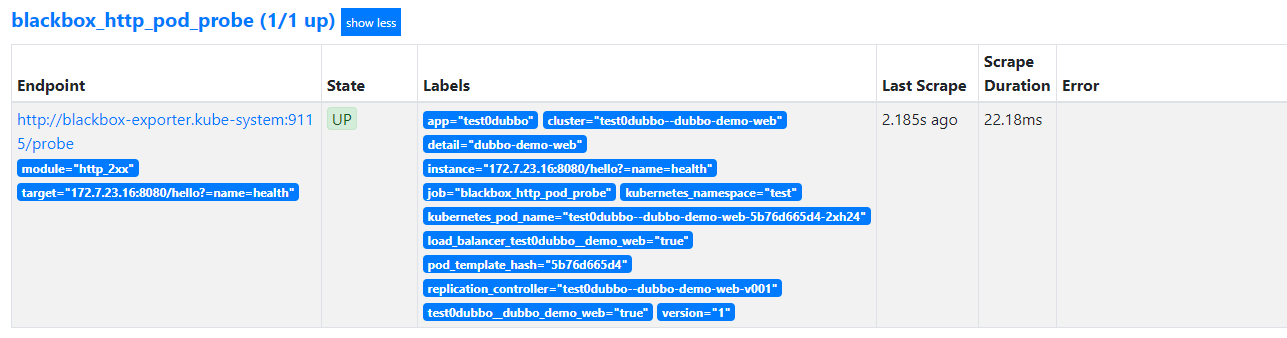 blackbox_http_pod_probe (1/1 up) show less
Endpoint State Labels Last Scrape Scrape Duration Error
http://blackbox-exporter.kube-system:911
5/probe
module="http_2xx"
target="172.7.23.16:8080/hello?=name=health"
UP
app="test0dubbo" cluster="test0dubbo--dubbo-demo-web"
detail="dubbo-demo-web"
instance="172.7.23.16:8080/hello?=name=health"
job="blackbox_http_pod_probe" kubernetes_namespace="test"
kubernetes_pod_name="test0dubbo--dubbo-demo-web-5b76d665d4-2xh24"
load_balancer_test0dubbo__demo_web="true"
pod_template_hash="5b76d665d4"
replication_controller="test0dubbo--dubbo-demo-web-v001"
test0dubbo__dubbo_demo_web="true" version="1"
2.185s ago
22.18ms